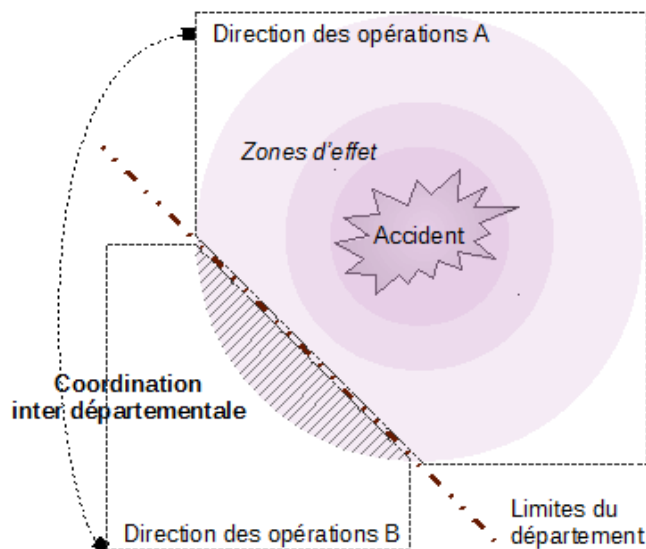 Direction des opérations A
Zones d'effet
Accident
Coordination
inter départementale
Limites du
département
Direction des opérations B